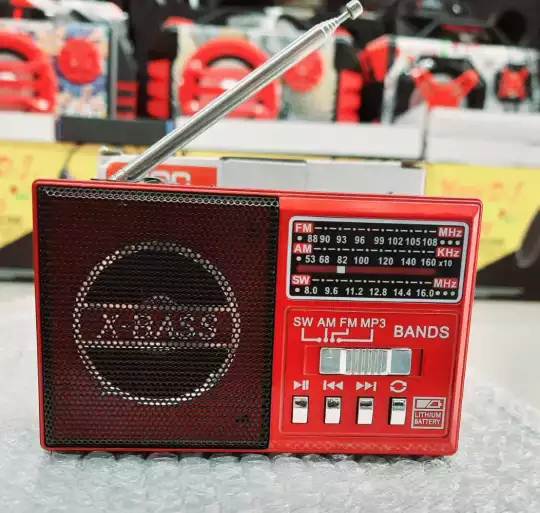 X-BASS
FM MHz
88 90 93 96 99 102 105 108
AM KHz
53 68 82 100 120 140 160 x10
SW MHz
8.0 9.6 11.2 12.8 14.4 16.0
SW AM FM MP3 BANDS
LITHIUM
BATTERY